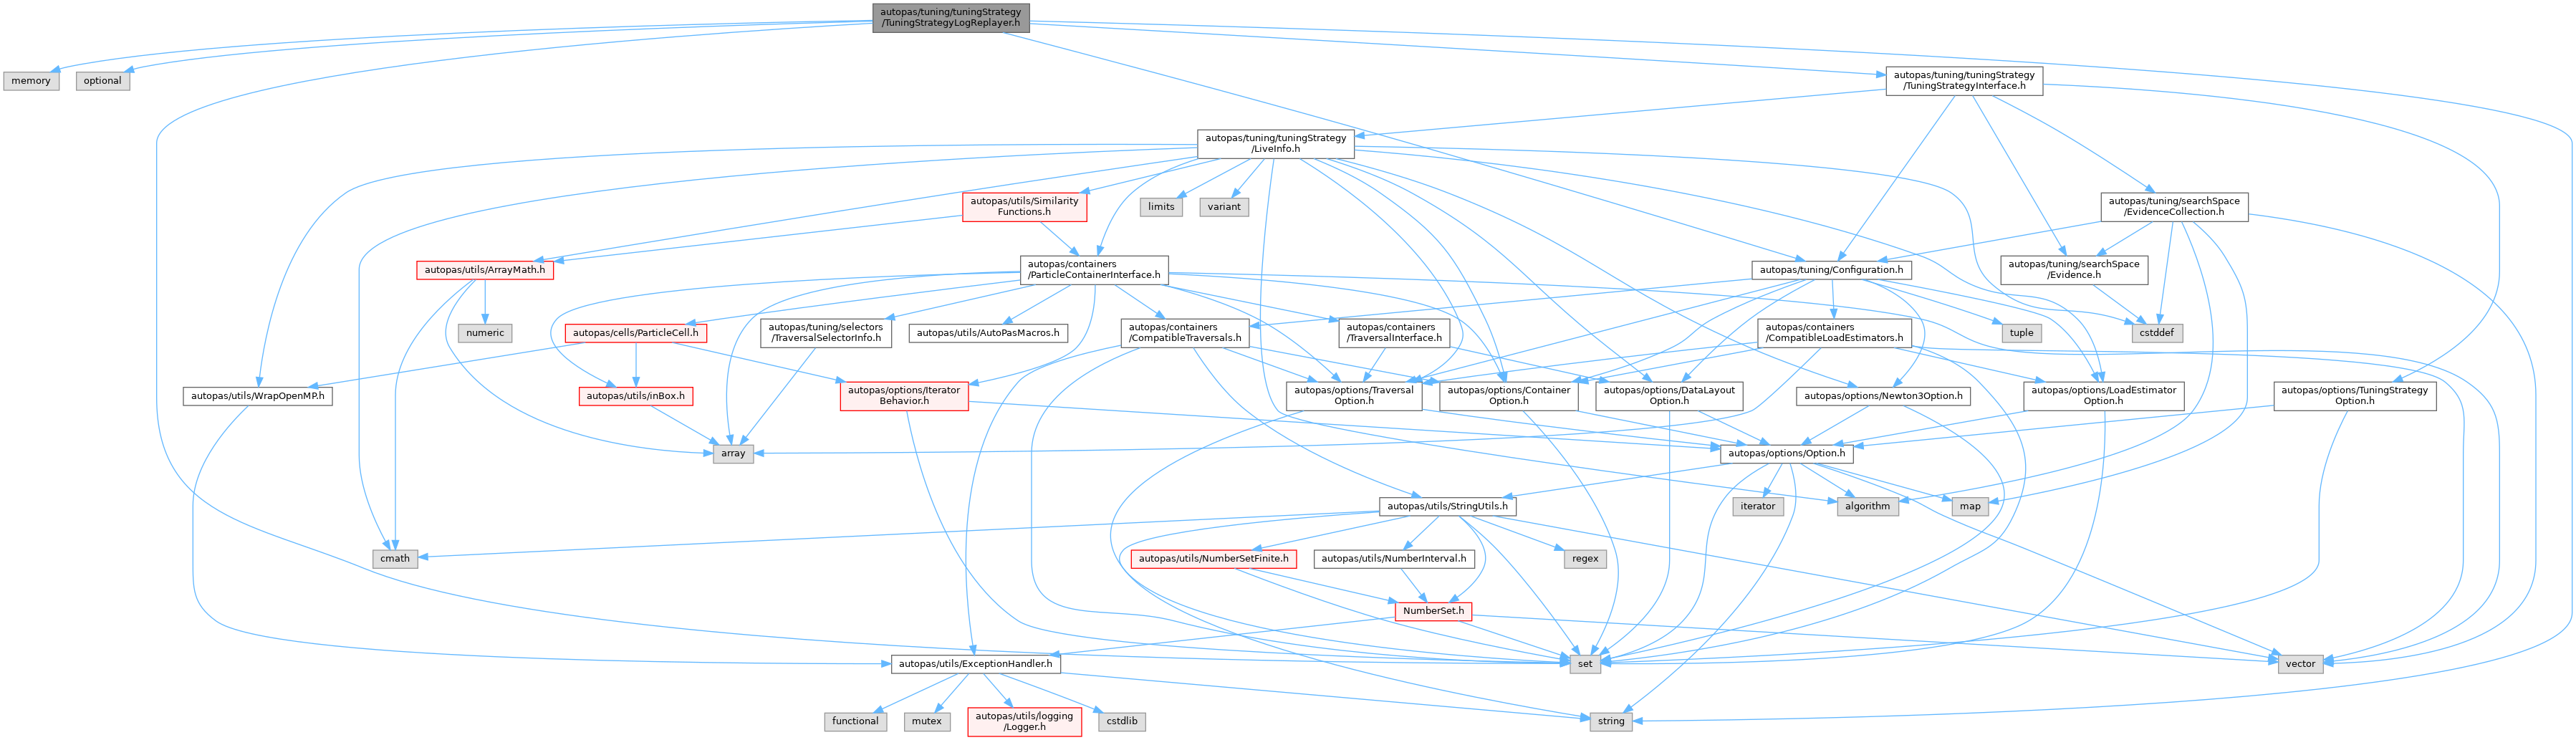 autopas/tuning/tuningStrategy
/TuningStrategyLogReplayer.h
memory
optional
autopas/tuning/tuningStrategy
/TuningStrategyInterface.h
autopas/tuning/tuningStrategy
/LiveInfo.h
autopas/utils/Similarity
Functions.h
limits
variant
autopas/tuning/searchSpace
/EvidenceCollection.h
autopas/utils/ArrayMath.h
autopas/containers
/ParticleContainerInterface.h
autopas/tuning/Configuration.h
autopas/tuning/searchSpace
/Evidence.h
numeric
autopas/cells/ParticleCell.h
autopas/tuning/selectors
/TraversalSelectorInfo.h
autopas/utils/AutoPasMacros.h
autopas/containers
/CompatibleTraversals.h
autopas/containers
/TraversalInterface.h
autopas/containers
/CompatibleLoadEstimators.h
tuple
cstddef
autopas/utils/WrapOpenMP.h
autopas/utils/inBox.h
autopas/options/Iterator
Behavior.h
autopas/options/Traversal
Option.h
autopas/options/Container
Option.h
autopas/options/DataLayout
Option.h
autopas/options/Newton3Option.h
autopas/options/LoadEstimator
Option.h
autopas/options/TuningStrategy
Option.h
array
autopas/options/Option.h
autopas/utils/StringUtils.h
iterator
algorithm
map
cmath
autopas/utils/NumberSetFinite.h
autopas/utils/NumberInterval.h
regex
NumberSet.h
autopas/utils/ExceptionHandler.h
set
vector
functional
mutex
autopas/utils/logging
/Logger.h
cstdlib
string